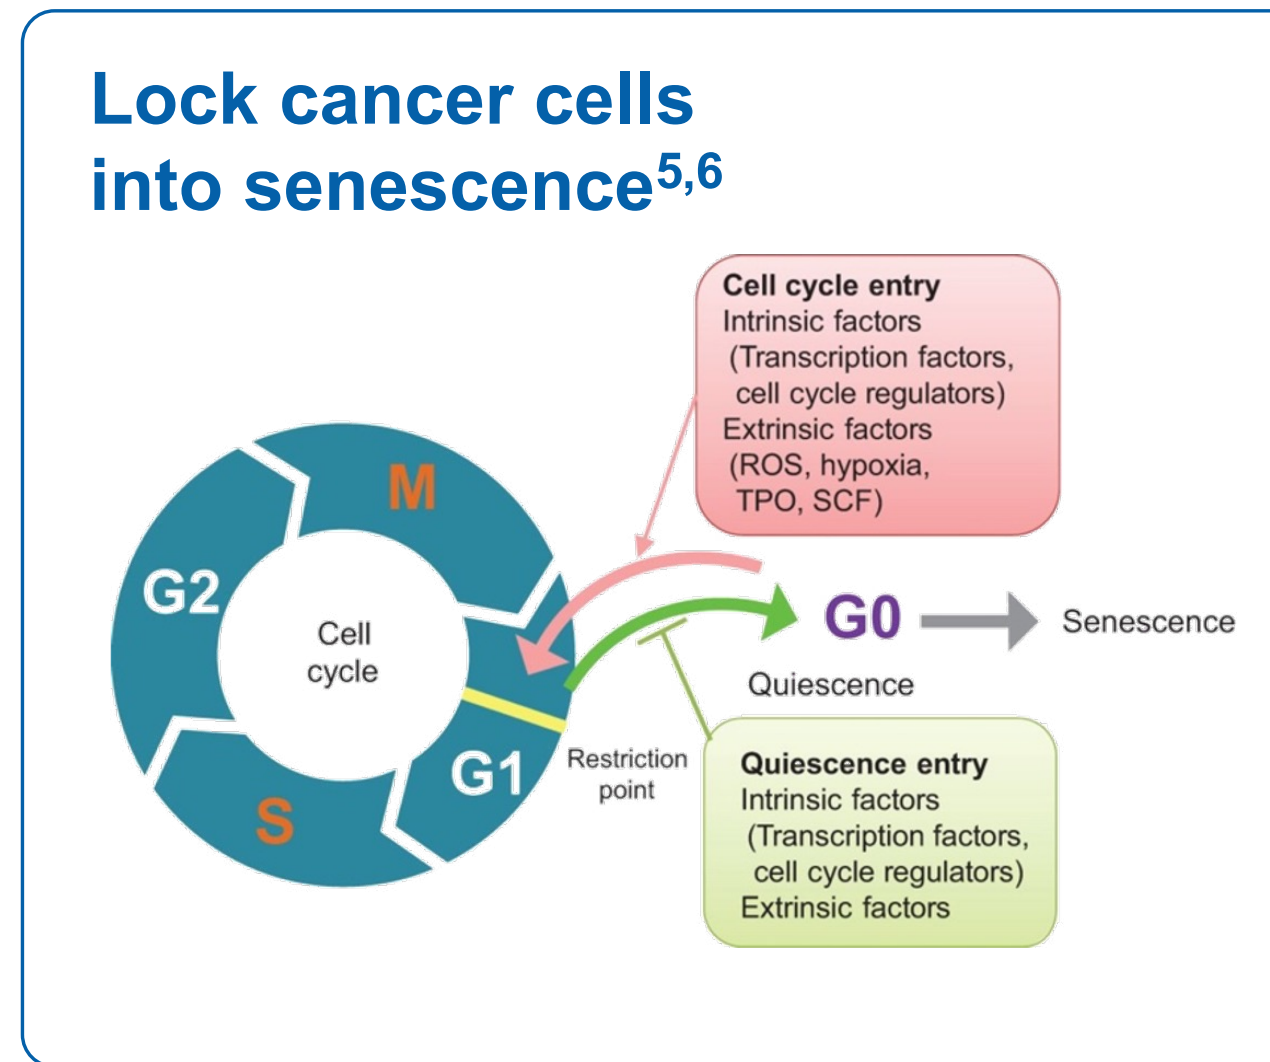 Lock cancer cells
into senescence5,6
Cell cycle entry
Intrinsic factors
(Transcription factors,
cell cycle regulators)
Extrinsic factors
(ROS, hypoxia,
TPO, SCF)
M
G2
Cell
cycle
G0
Senescence
Quiescence
G1
S
Restriction
point
Quiescence entry
Intrinsic factors
(Transcription factors,
cell cycle regulators)
Extrinsic factors